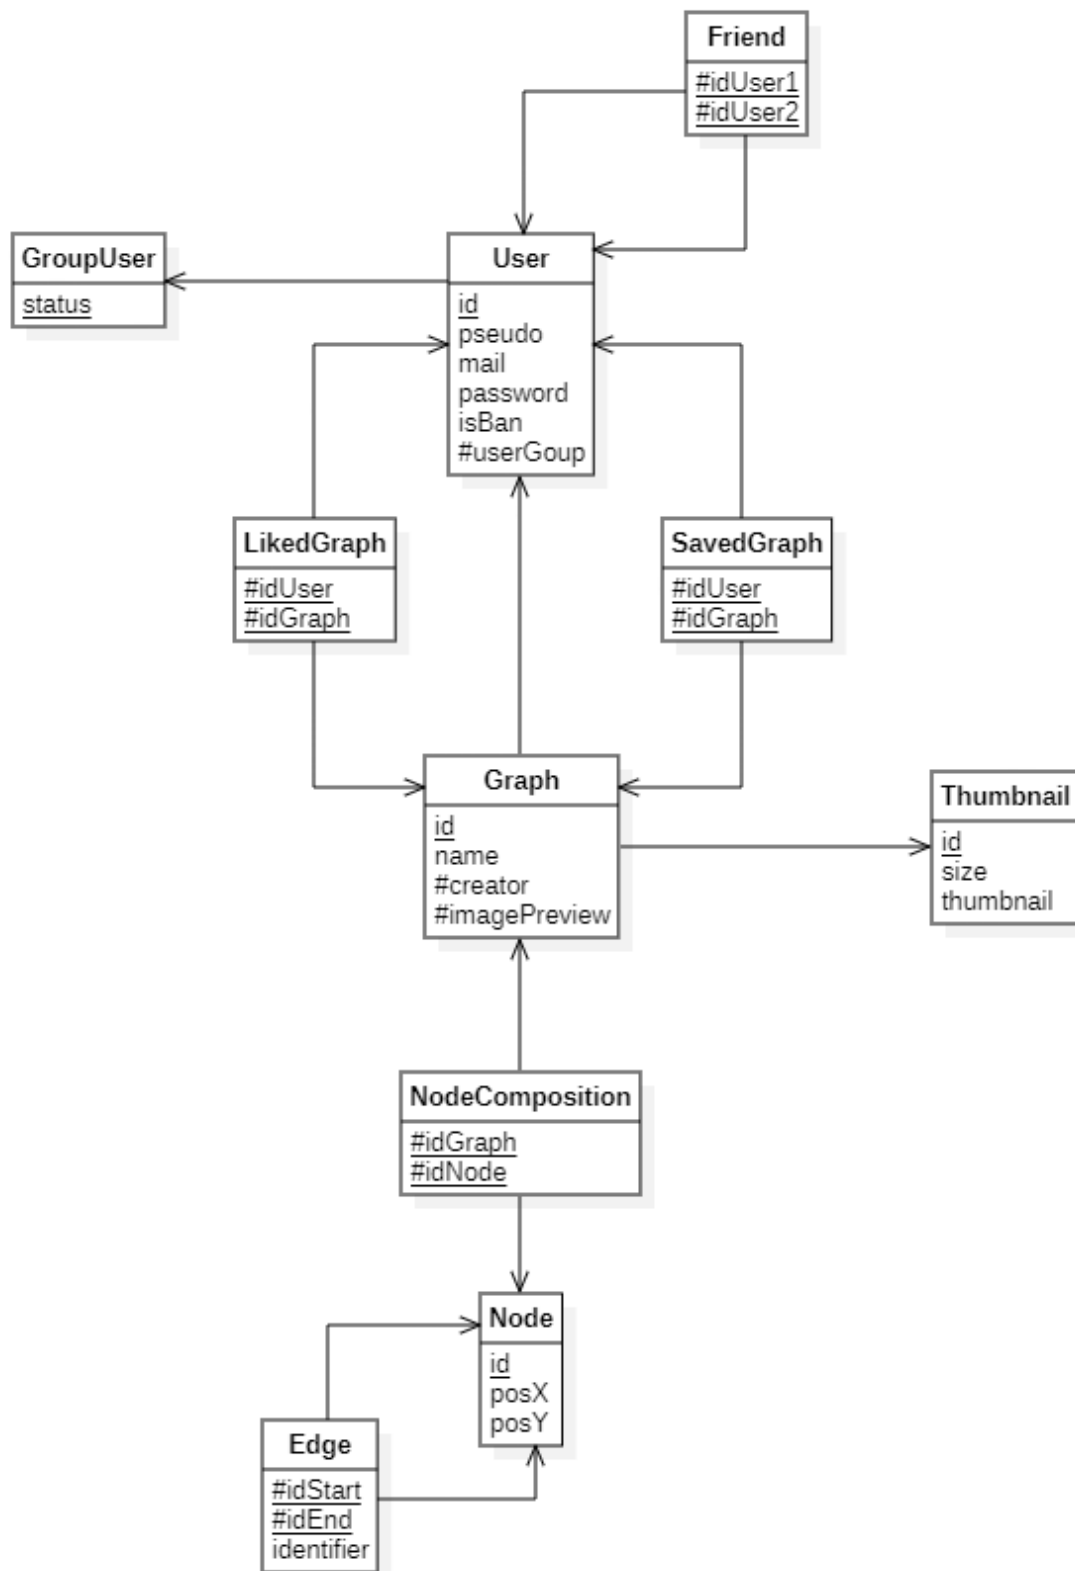 Friend
#idUser1
#idUser2
GroupUser
status
User
id
pseudo
mail
password
isBan
#userGoup
LikedGraph
#idUser
#idGraph
SavedGraph
#idUser
#idGraph
Graph
id
name
#creator
#imagePreview
Thumbnail
id
size
thumbnail
NodeComposition
#idGraph
#idNode
Node
id
posX
posY
Edge
#idStart
#idEnd
identifier